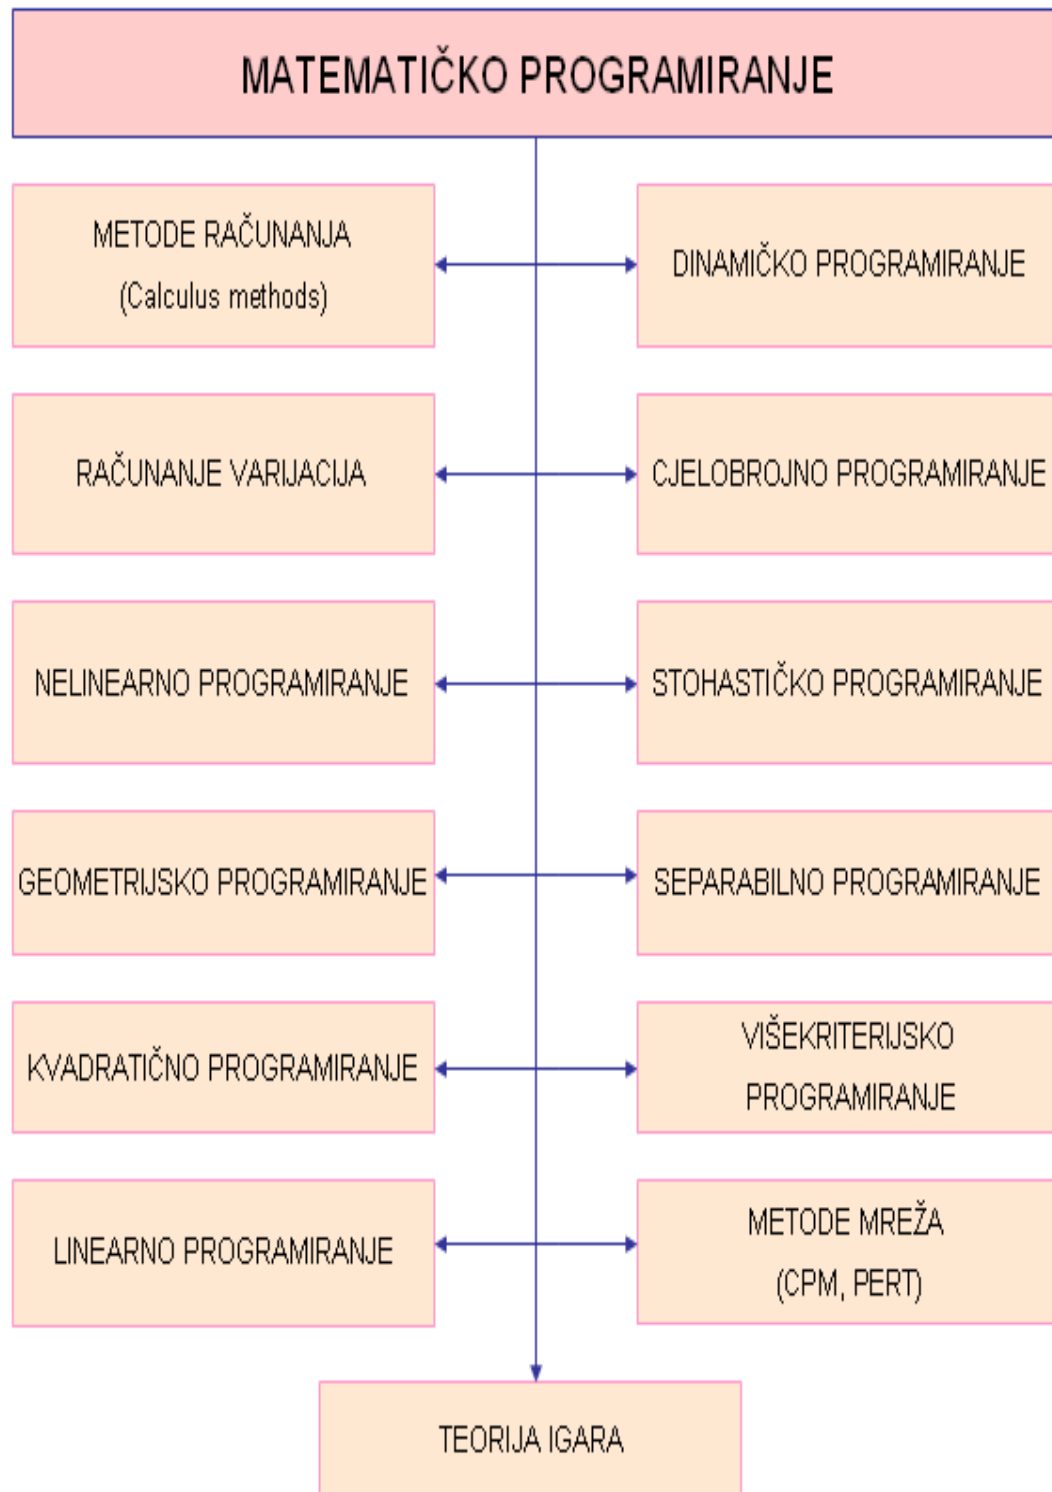 MATEMATIČKO PROGRAMIRANJE
METODE RAČUNANJA
(Calculus methods)
DINAMIČKO PROGRAMIRANJE
RAČUNANJE VARIJACIJA
CJELOBROJNO PROGRAMIRANJE
NELINEARNO PROGRAMIRANJE
STOHASTIČKO PROGRAMIRANJE
GEOMETRIJSKO PROGRAMIRANJE
SEPARABILNO PROGRAMIRANJE
KVADRATIČNO PROGRAMIRANJE
VIŠEKRITERIJSKO
PROGRAMIRANJE
LINEARNO PROGRAMIRANJE
METODE MREŽA
(CPM, PERT)
TEORIJA IGARA